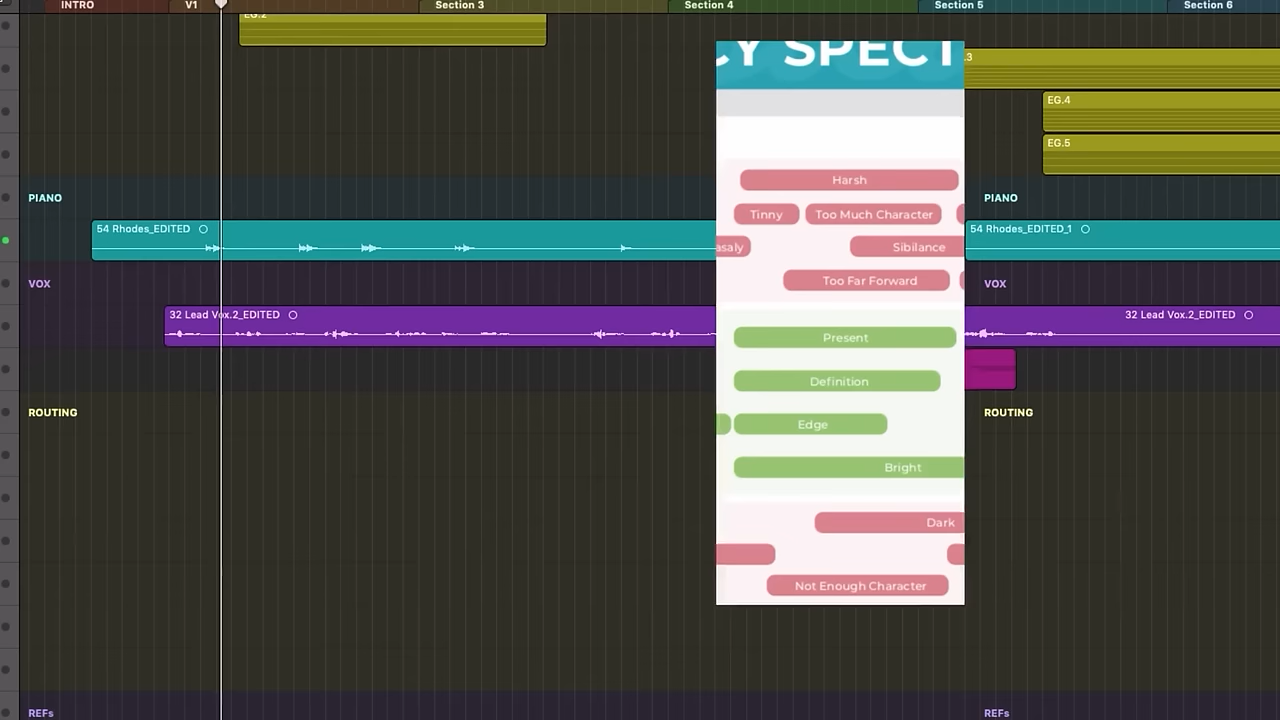 INTRO
V1
Section 3
Section 4
Section 5
Section 6
EG.2
CY SPECT
.3
EG.4
EG.5
Harsh
PIANO
PIANO
Tinny
Too Much Character
54 Rhodes_EDITED
54 Rhodes_EDITED_1
asaly
Sibilance
VOX
Too Far Forward
VOX
32 Lead Vox.2_EDITED
32 Lead Vox.2_EDITED
Present
Definition
ROUTING
Edge
ROUTING
Bright
Dark
Not Enough Character
REFs
REFs